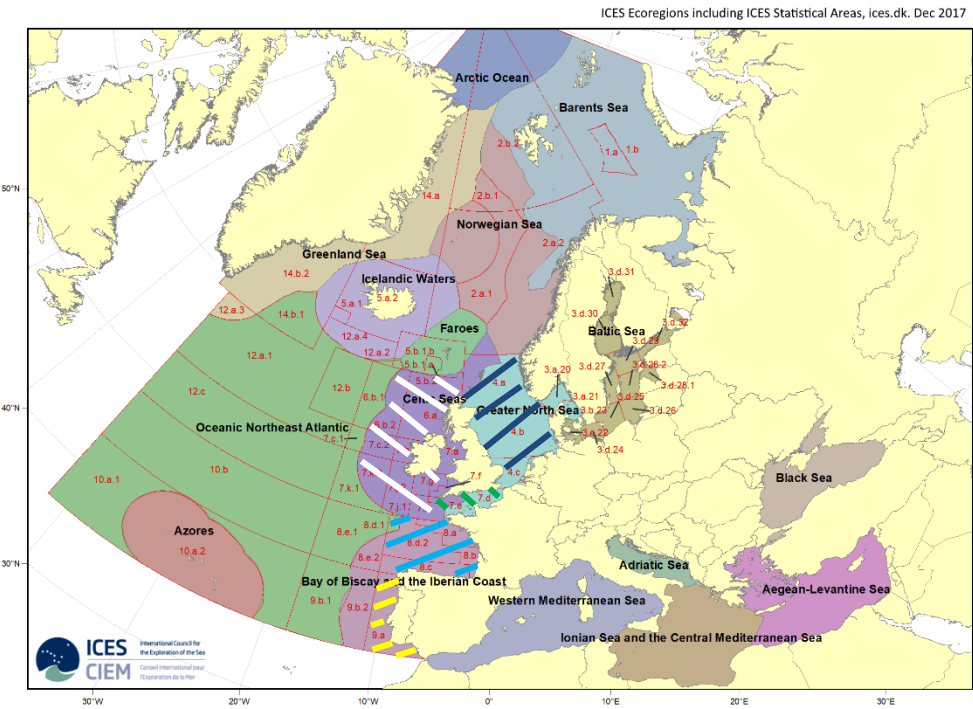 ICES Ecoregions including ICES Statistical Areas, ices.dk. Dec 2017
Arctic Ocean
Barents Sea
2.b.2
1.a
1.b
50°N
14.a
2.b.1
Norwegian Sea
2.a.2
Greenland Sea
14.b.2
Icelandic Waters
3.d.31
5.a.1
5.a.2
2.a.1
12.a.3
14.b.1
3.d.30
3.d.32
Faroes
Baltic Sea
12.a.4
3.d.29
12.a.1
12.a.2
5.b.1.b
5.b.1.a
3.a.20
3.d.27
3.d.28.2
5.b.2
4.a
3.d.28.1
12.c
12.b
6.b.1
Celtic Seas
3.a.21
3.d.25
40°N
6.a
Greater North Sea
3.b.23
3.d.26
Oceanic Northeast Atlantic
6.b.2
4.b
3.c.22
7.c.1
7.c.2
7.a
3.d.24
10.b
4.c
7.f
Black Sea
10.a.1
7.k.1
7.g
7.d
7.j.1
7.e
Azores
8.e.1
8.d.1
8.a
10.a.2
8.d.2
8.e.2
8.b
30°N
8.c
Adriatic Sea
Bay of Biscay and the Iberian Coast
Aegean-Levantine Sea
9.b.1
9.b.2
Western Mediterranean Sea
9.a
Ionian Sea and the Central Mediterranean Sea
ICES
CIEM
International Council for
the Exploration of the Sea
Conseil International pour
l'Exploration de la Mer
30°W
20°W
10°W
0°
10°E
20°E
30°E